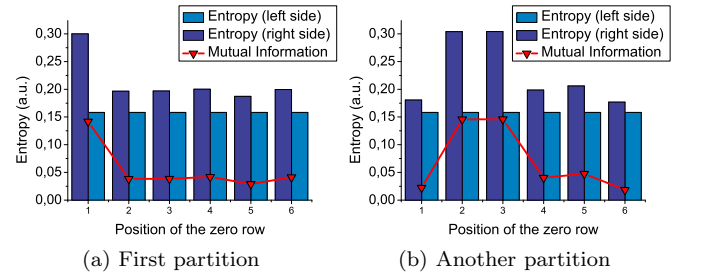 Entropy (left side)
Entropy (right side)
Mutual Information
0,30
0,25
0,20
0,15
0,10
0,05
0,00
Entropy (a.u.)
1 2 3 4 5 6
Position of the zero row
(a) First partition
Entropy (left side)
Entropy (right side)
Mutual Information
0,30
0,25
0,20
0,15
0,10
0,05
0,00
Entropy (a.u.)
1 2 3 4 5 6
Position of the zero row
(b) Another partition